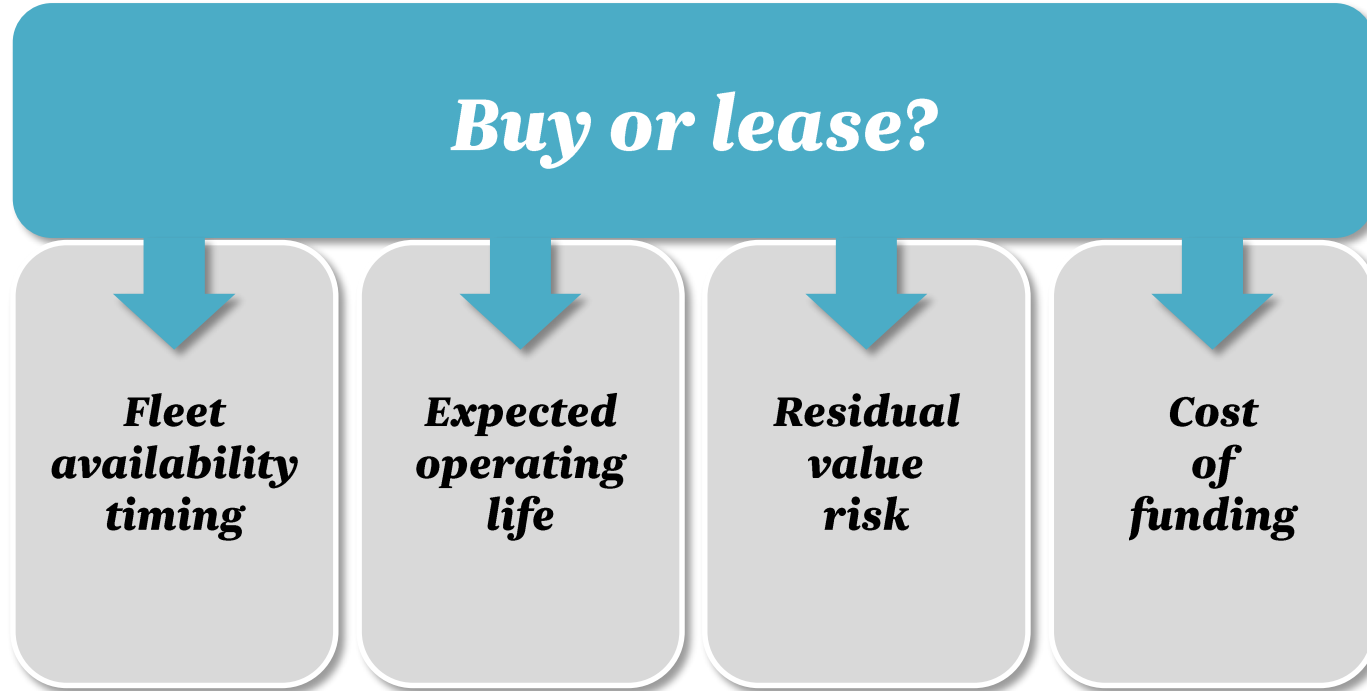 Buy or lease?
Fleet
availability
timing
Expected
operating
life
Residual
value
risk
Cost
of
funding